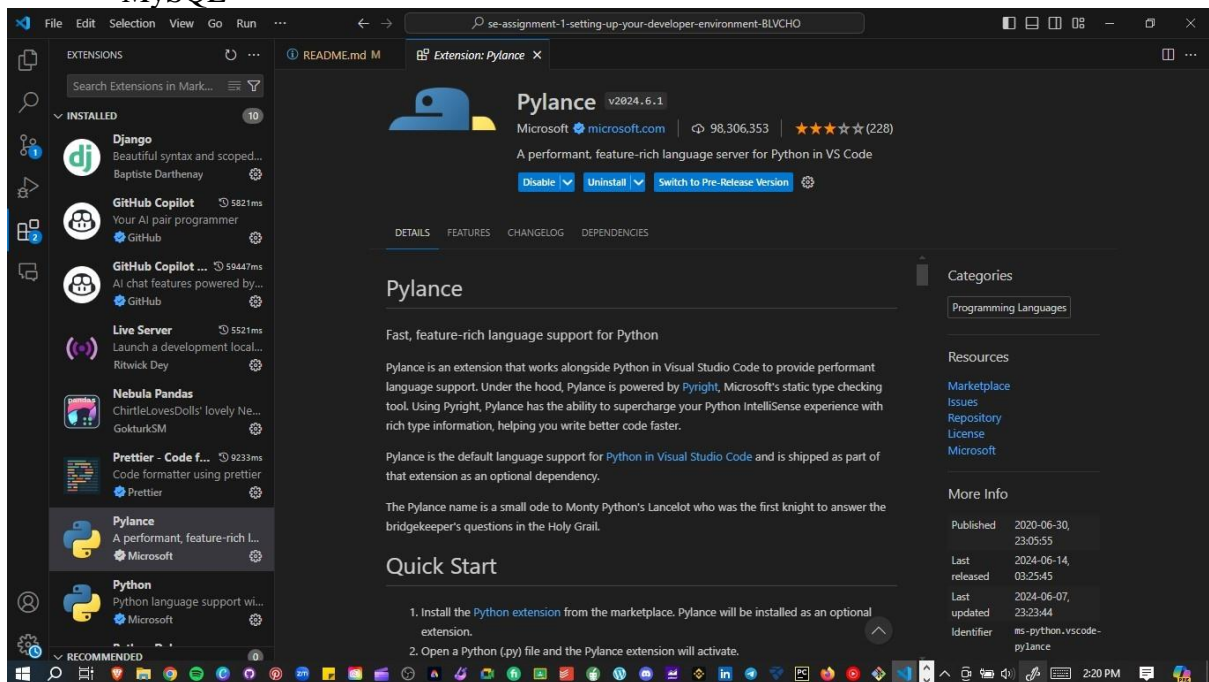 MySQL
File Edit Selection View Go Run ...
se-assignment-1-setting-up-your-developer-environment-BLVCHO
EXTENSIONS
README.md M
Extension: Pylance
Search Extensions in Mark...
INSTALLED
10
Django
Beautiful syntax and scoped...
Baptiste Darthenay
GitHub Copilot 5821ms
Your AI pair programmer
GitHub
GitHub Copilot ... 59447ms
AI chat features powered by...
GitHub
Live Server 5521ms
Launch a development local...
Ritwick Dey
Nebula Pandas
ChirtleLovesDolls' lovely Ne...
GokturkSM
Prettier - Code f... 9233ms
Code formatter using prettier
Prettier
Pylance
A performant, feature-rich l...
Microsoft
Python
Python language support wi...
Microsoft
RECOMMENDED
0
1
2
Pylance v2024.6.1
Microsoft microsoft.com 98,306,353 (228)
A performant, feature-rich language server for Python in VS Code
Disable Uninstall Switch to Pre-Release Version
DETAILS FEATURES CHANGELOG DEPENDENCIES
Pylance
Fast, feature-rich language support for Python
Pylance is an extension that works alongside Python in Visual Studio Code to provide performant
language support. Under the hood, Pylance is powered by Pyright, Microsoft's static type checking
tool. Using Pyright, Pylance has the ability to supercharge your Python IntelliSense experience with
rich type information, helping you write better code faster.
Pylance is the default language support for Python in Visual Studio Code and is shipped as part of
that extension as an optional dependency.
The Pylance name is a small ode to Monty Python's Lancelot who was the first knight to answer the
bridgekeeper's questions in the Holy Grail.
Quick Start
1. Install the Python extension from the marketplace. Pylance will be installed as an optional
extension.
2. Open a Python (.py) file and the Pylance extension will activate.
Categories
Programming Languages
Resources
Marketplace
Issues
Repository
License
Microsoft
More Info
Published 2020-06-30,
23:05:55
Last 2024-06-14,
released 03:25:45
Last 2024-06-07,
updated 23:23:44
Identifier ms-python.vscode-
pylance
2:20 PM